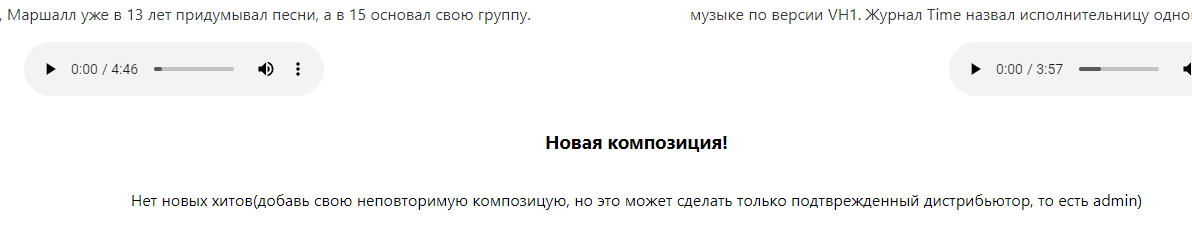 , Маршалл уже в 13 лет придумывал песни, а в 15 основал свою группу.
музыке по версии VH1. Журнал Time назвал исполнительницу одно
0:00 / 4:46
0:00 / 3:57
Новая композиция!
Нет новых хитов(добавь свою неповторимую композицую, но это может сделать только подтврежденный дистрибьютор, то есть admin)